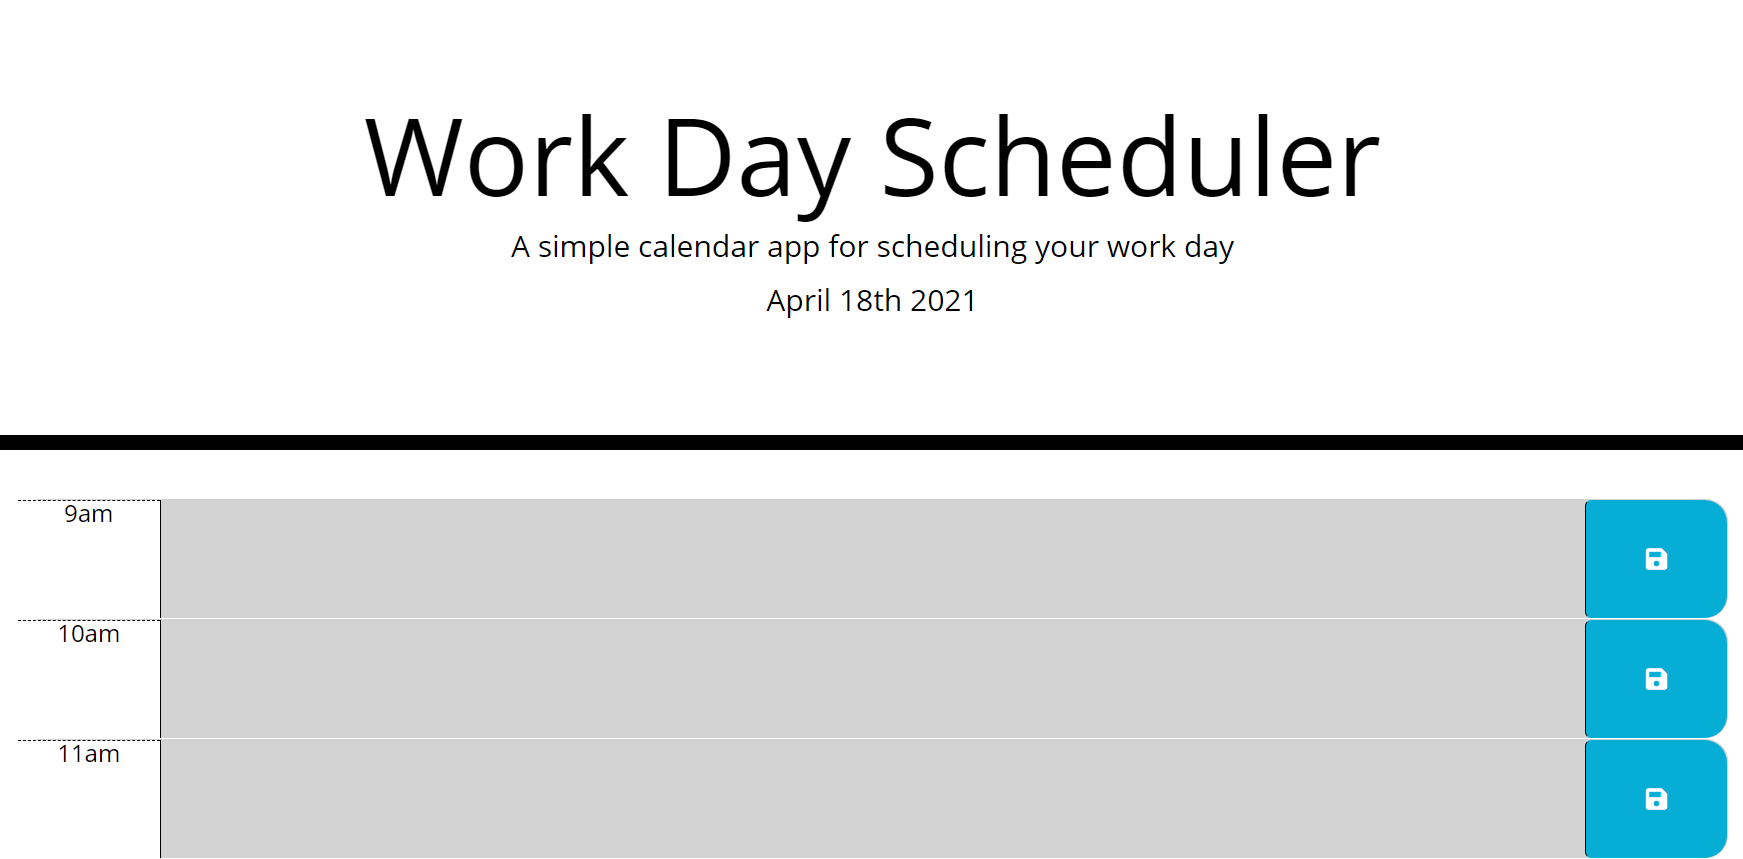 Work Day Scheduler
A simple calendar app for scheduling your work day
April 18th 2021
9am
10am
11am